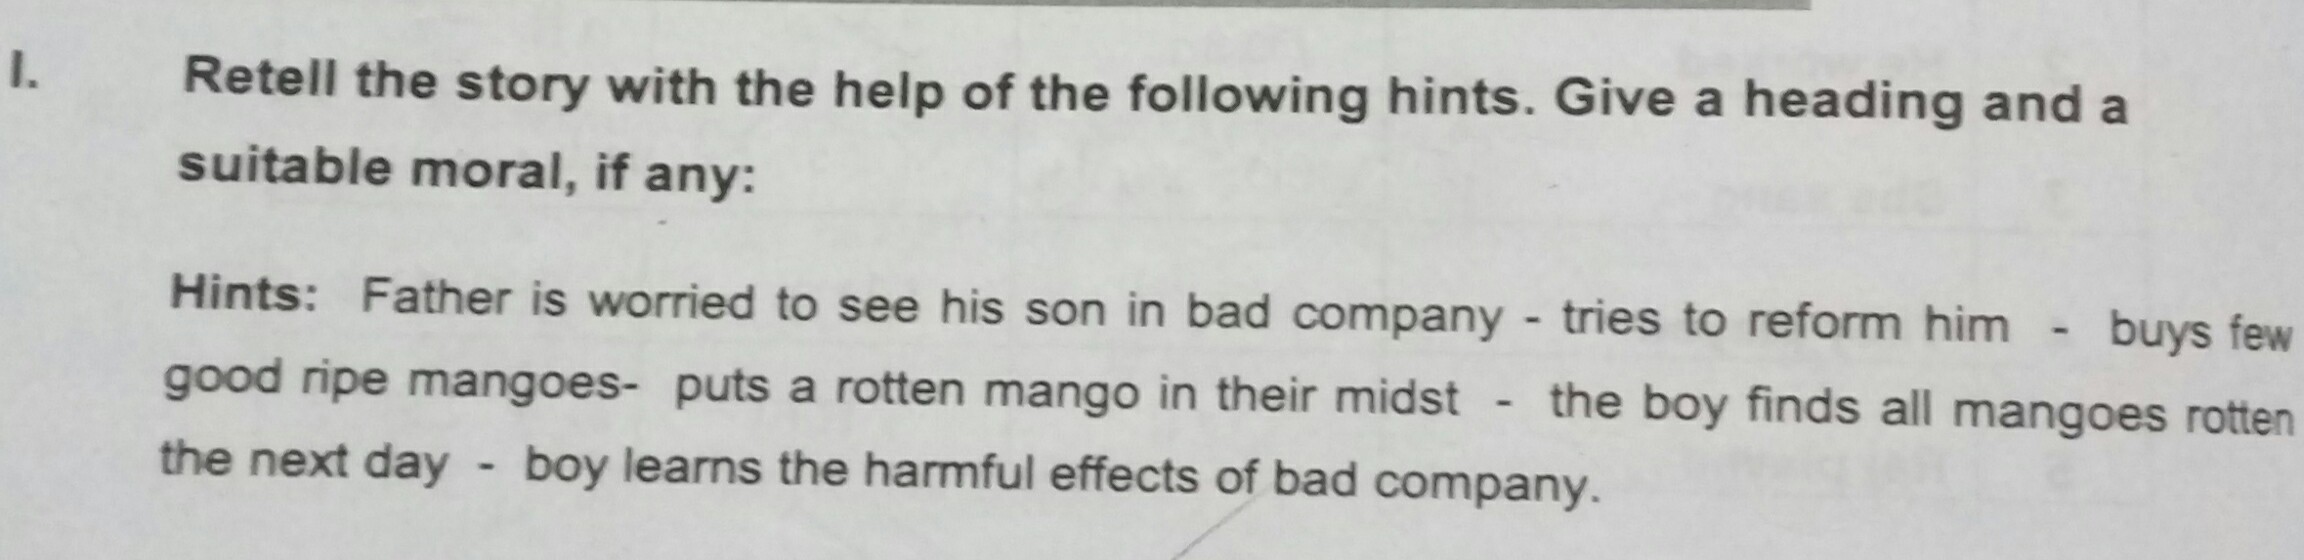 I. Retell the story with the help of the following hints. Give a heading and a
suitable moral, if any:
Hints: Father is worried to see his son in bad company - tries to reform him - buys few
good ripe mangoes- puts a rotten mango in their midst - the boy finds all mangoes rotten
the next day - boy learns the harmful effects of bad company.